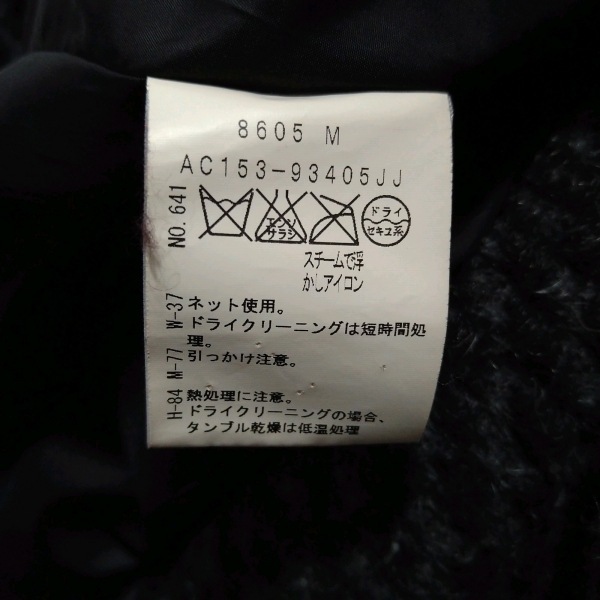 8605 M
AC153-93405JJ
エンソ
サラシ
ドライ
セキユ系
スチームで浮
かしアイロン
ネット使用。
ドライクリーニングは短時間処
理。
引っかけ注意。
熱処理に注意。
ドライクリーニングの場合、
タンブル乾燥は低温処理
H-84 M-77 W-37 NO. 641